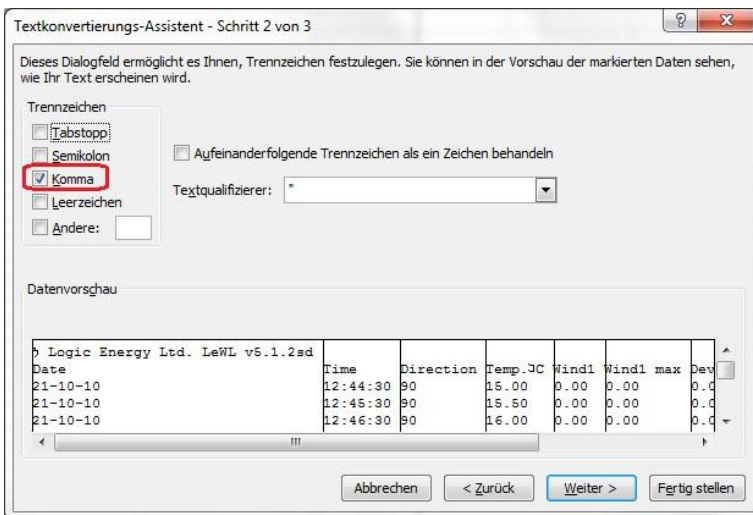 Textkonvertierungs-Assistent - Schritt 2 von 3
Dieses Dialogfeld ermöglicht es Ihnen, Trennzeichen festzulegen. Sie können in der Vorschau der markierten Daten sehen,
wie Ihr Text erscheinen wird.
Trennzeichen
Tabstopp
Semikolon
Komma
Leerzeichen
Andere:
Aufeinanderfolgende Trennzeichen als ein Zeichen behandeln
Textqualifizierer: "
Datenvorschau
Logic Energy Ltd. LeWL v5.1.2sd
Date Time Direction Wind1 Wind1 max Dev
21-10-10 12:44:30 90 15.00 0.00 0.00
21-10-10 12:45:30 90 15.50 0.00 0.00
21-10-10 12:46:30 90 16.00 0.00 0.00
Abbrechen < Zurück Weiter > Fertig stellen